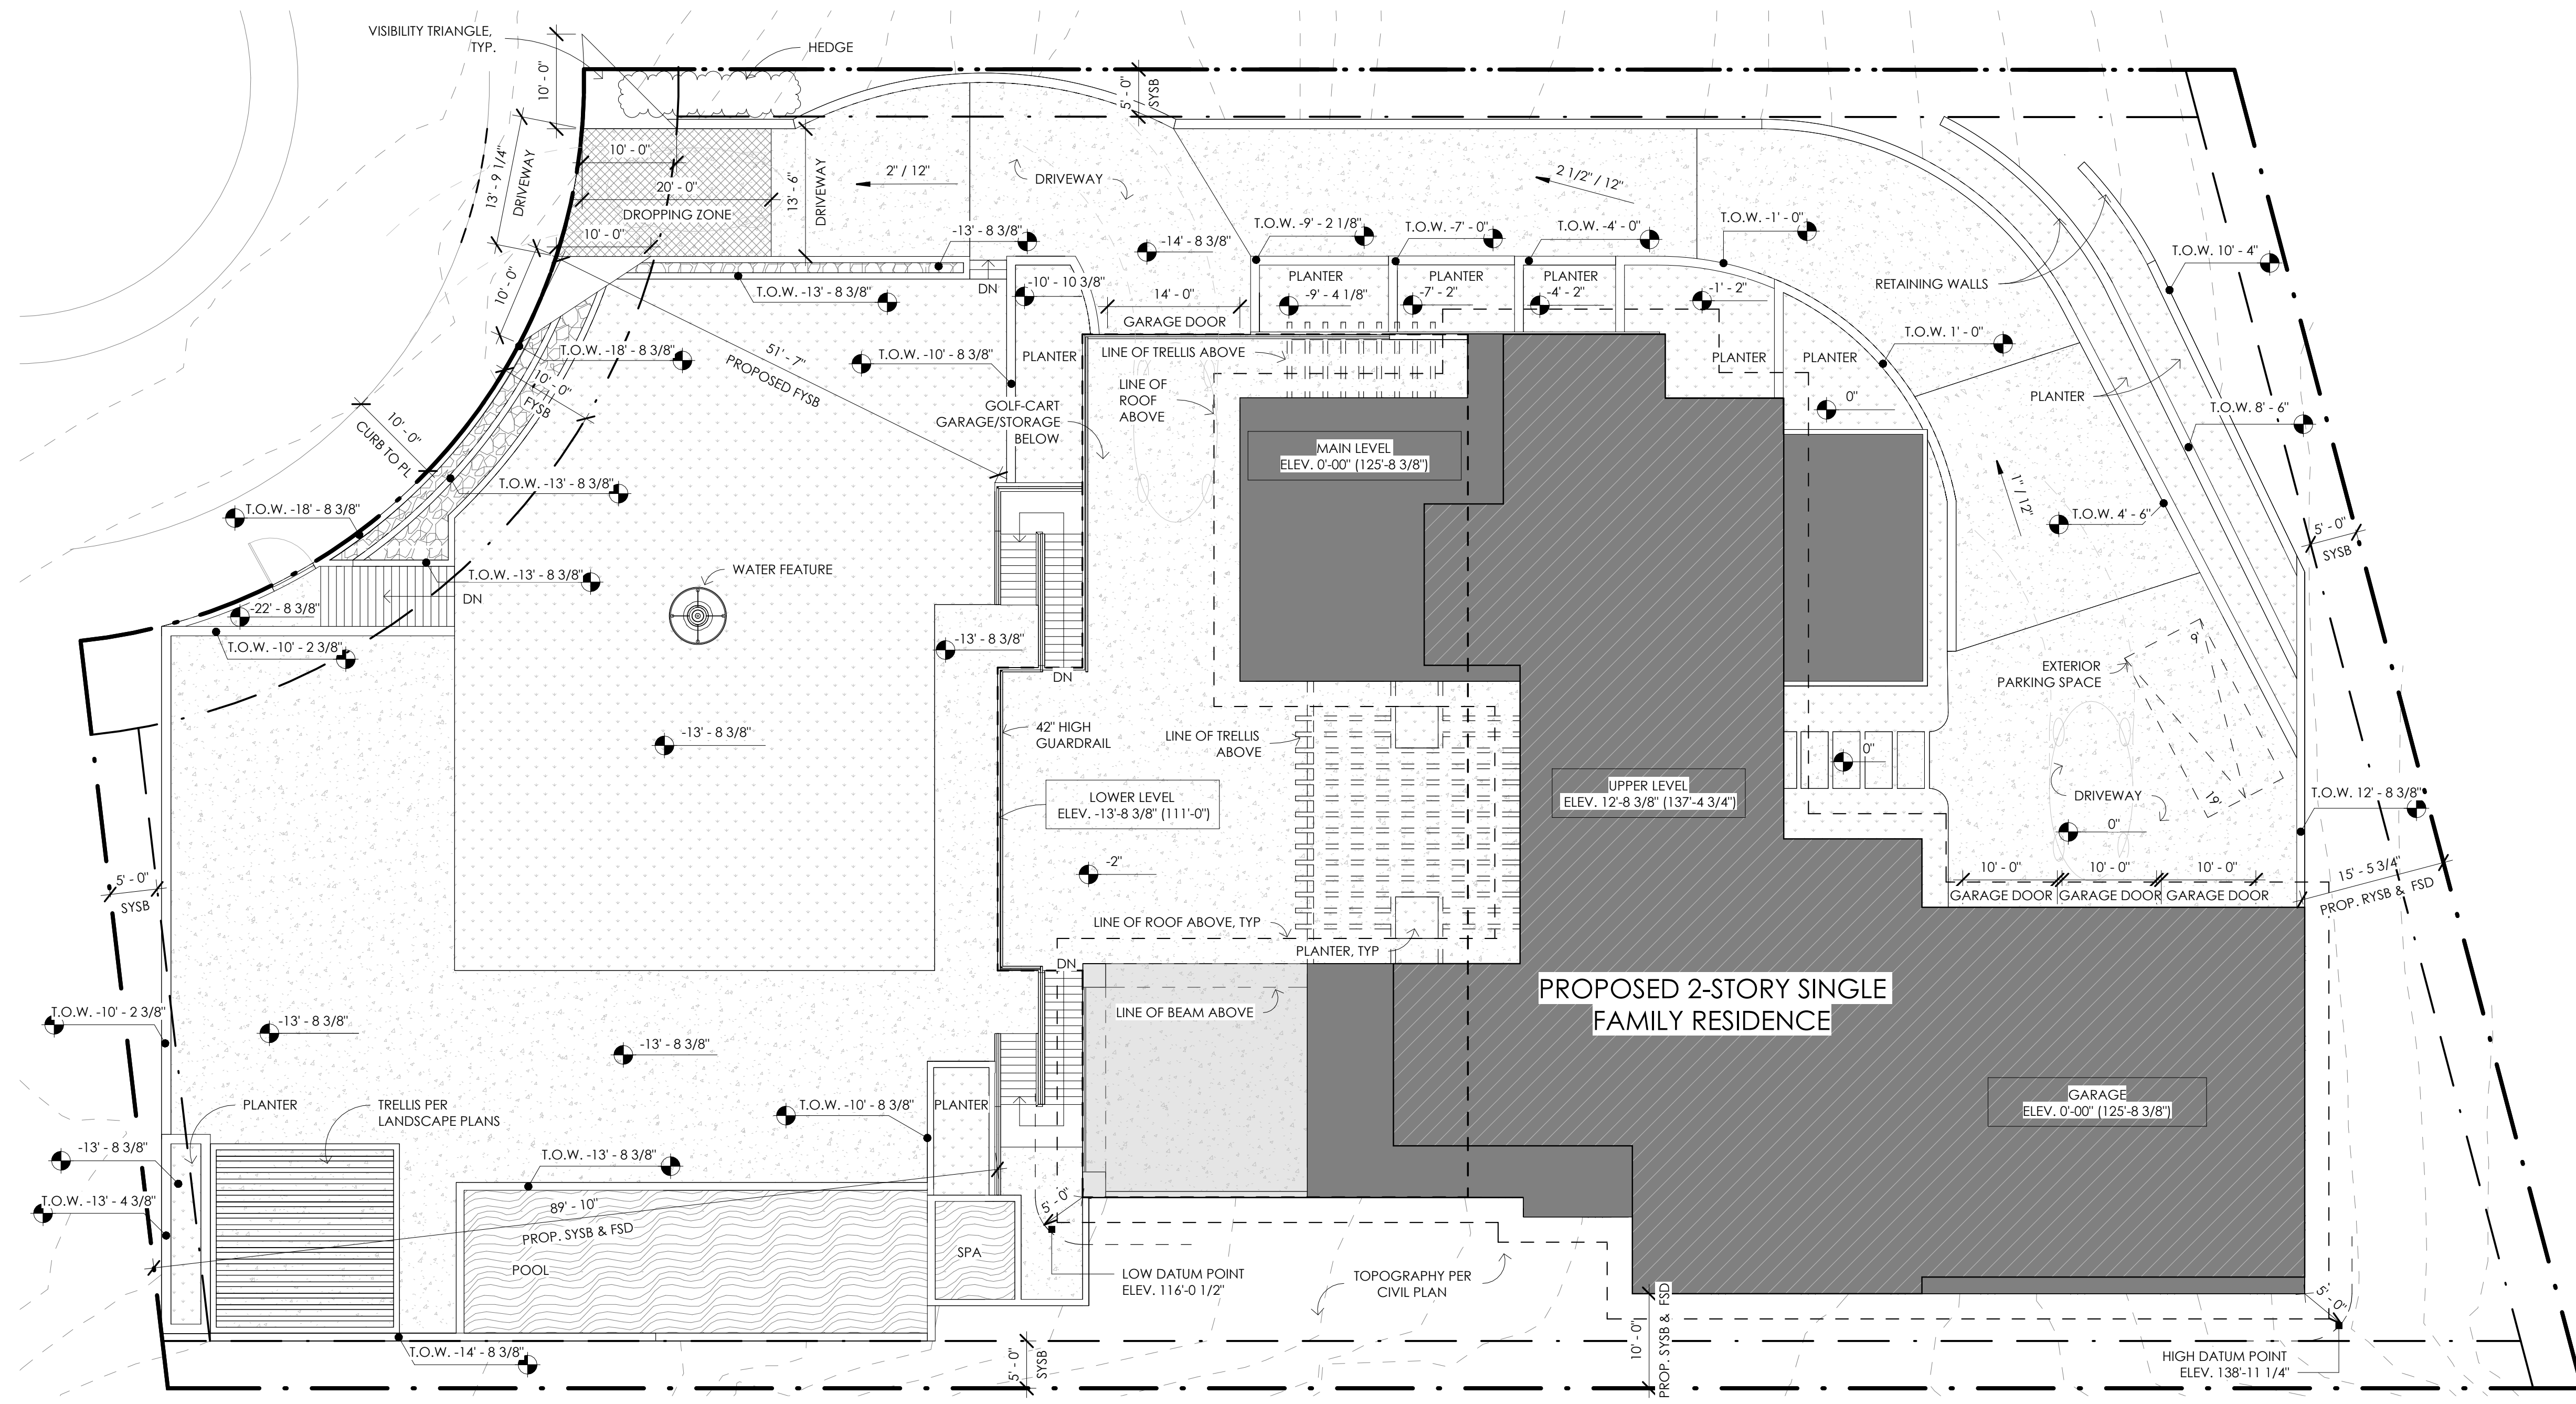 VISIBILITY TRIANGLE,
TYP.
HEDGE
10' - 0"
5' - 0"
SYSB
13' - 9 1/4"
DRIVEWAY
10' - 0"
20' - 0"
DROPPING ZONE
10' - 0"
13' - 6"
DRIVEWAY
2" / 12"
DRIVEWAY
2 1/2" / 12"
-13' - 8 3/8"
-14' - 8 3/8"
T.O.W. -9' - 2 1/8"
T.O.W. -7' - 0"
T.O.W. -4' - 0"
T.O.W. -1' - 0"
T.O.W. 10' - 4"
10' - 0"
T.O.W. -13' - 8 3/8"
DN
-10' - 10 3/8"
14' - 0"
GARAGE DOOR
PLANTER
-9' - 4 1/8"
PLANTER
-7' - 2"
PLANTER
-4' - 2"
-1' - 2"
RETAINING WALLS
T.O.W. -18' - 8 3/8"
51' - 7"
PROPOSED FYSB
T.O.W. -10' - 8 3/8"
PLANTER
LINE OF TRELLIS ABOVE
LINE OF
ROOF
ABOVE
PLANTER
PLANTER
T.O.W. 1' - 0"
10' - 0"
FYSB
GOLF-CART
GARAGE/STORAGE
BELOW
0"
PLANTER
T.O.W. 8' - 6"
10' - 0"
CURB TO PL
MAIN LEVEL
ELEV. 0'-00" (125'-8 3/8")
T.O.W. -13' - 8 3/8"
T.O.W. -18' - 8 3/8"
1" / 12"
T.O.W. 4' - 6"
5' - 0"
SYSB
WATER FEATURE
T.O.W. -13' - 8 3/8"
DN
-22' - 8 3/8"
T.O.W. -10' - 2 3/8"
-13' - 8 3/8"
DN
9'
EXTERIOR
PARKING SPACE
19'
42" HIGH
GUARDRAIL
-13' - 8 3/8"
LINE OF TRELLIS
ABOVE
0"
LOWER LEVEL
ELEV. -13'-8 3/8" (111'-0")
UPPER LEVEL
ELEV. 12'-8 3/8" (137'-4 3/4")
DRIVEWAY
0"
T.O.W. 12' - 8 3/8"
-2"
10' - 0"
10' - 0"
10' - 0"
GARAGE DOOR
GARAGE DOOR
GARAGE DOOR
15' - 5 3/4"
PROP. RYSB & FSD
5' - 0"
SYSB
LINE OF ROOF ABOVE, TYP
PLANTER, TYP
DN
PROPOSED 2-STORY SINGLE
FAMILY RESIDENCE
LINE OF BEAM ABOVE
T.O.W. -10' - 2 3/8"
-13' - 8 3/8"
-13' - 8 3/8"
PLANTER
TRELLIS PER
LANDSCAPE PLANS
T.O.W. -10' - 8 3/8"
PLANTER
GARAGE
ELEV. 0'-00" (125'-8 3/8")
-13' - 8 3/8"
T.O.W. -13' - 8 3/8"
T.O.W. -13' - 4 3/8"
89' - 10"
PROP. SYSB & FSD
POOL
SPA
5' - 0"
LOW DATUM POINT
ELEV. 116'-0 1/2"
TOPOGRAPHY PER
CIVIL PLAN
5' - 0"
10' - 0"
PROP. SYSB & FSD
T.O.W. -14' - 8 3/8"
5' - 0"
SYSB
HIGH DATUM POINT
ELEV. 138'-11 1/4"